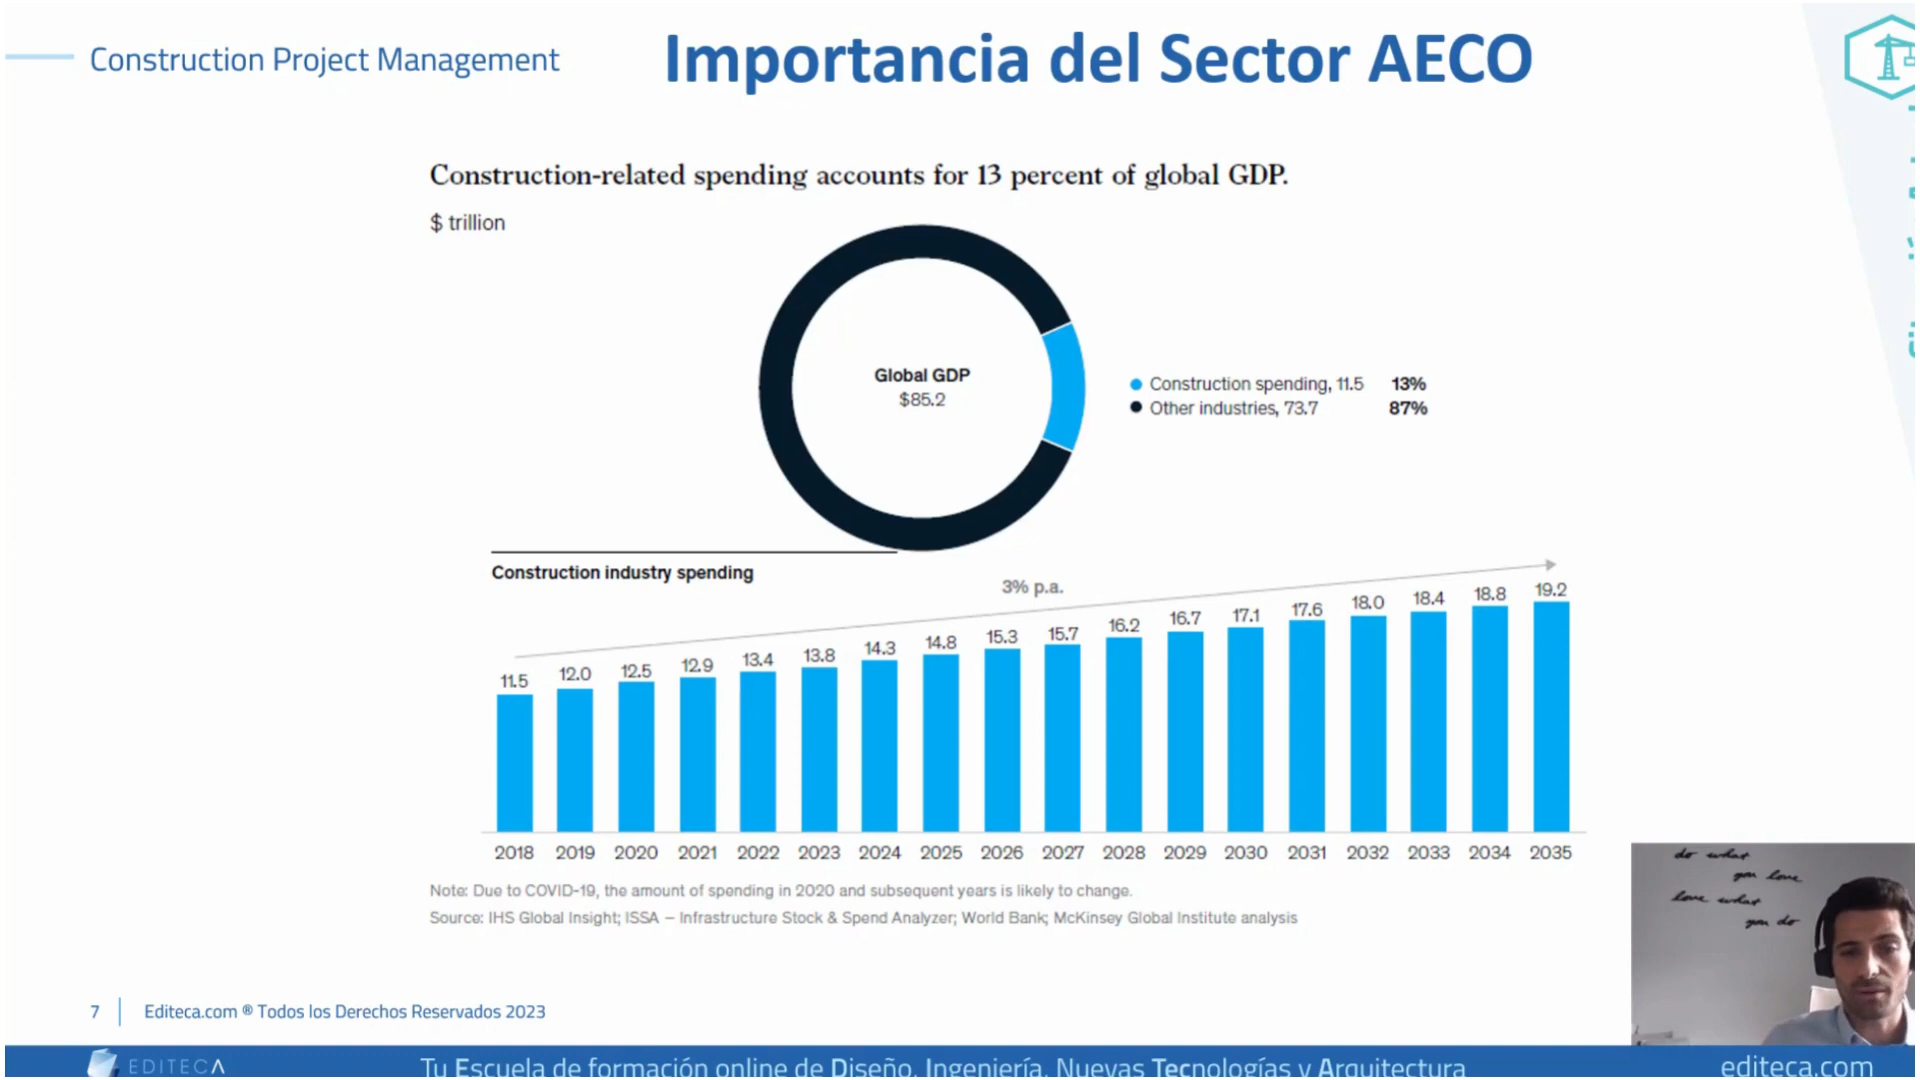 Construction Project Management
Importancia del Sector AECO
Construction-related spending accounts for 13 percent of global GDP.
$ trillion
Global GDP
$85.2
Construction spending, 11.5 13%
Other industries, 73.7 87%
Construction industry spending
3% p.a.
11.5 12.0 12.5 12.9 13.4 13.8 14.3 14.8 15.3 15.7 16.2 16.7 17.1 17.6 18.0 18.4 18.8 19.2
2018 2019 2020 2021 2022 2023 2024 2025 2026 2027 2028 2029 2030 2031 2032 2033 2034 2035
Note: Due to COVID-19, the amount of spending in 2020 and subsequent years is likely to change.
Source: IHS Global Insight; ISSA – Infrastructure Stock & Spend Analyzer; World Bank; McKinsey Global Institute analysis
do what
you love
love what
you do
7 Editeca.com ® Todos los Derechos Reservados 2023
EDITECA
Tu Escuela de formación online de Diseño, Ingeniería, Nuevas Tecnologías y Arquitectura
editeca.com